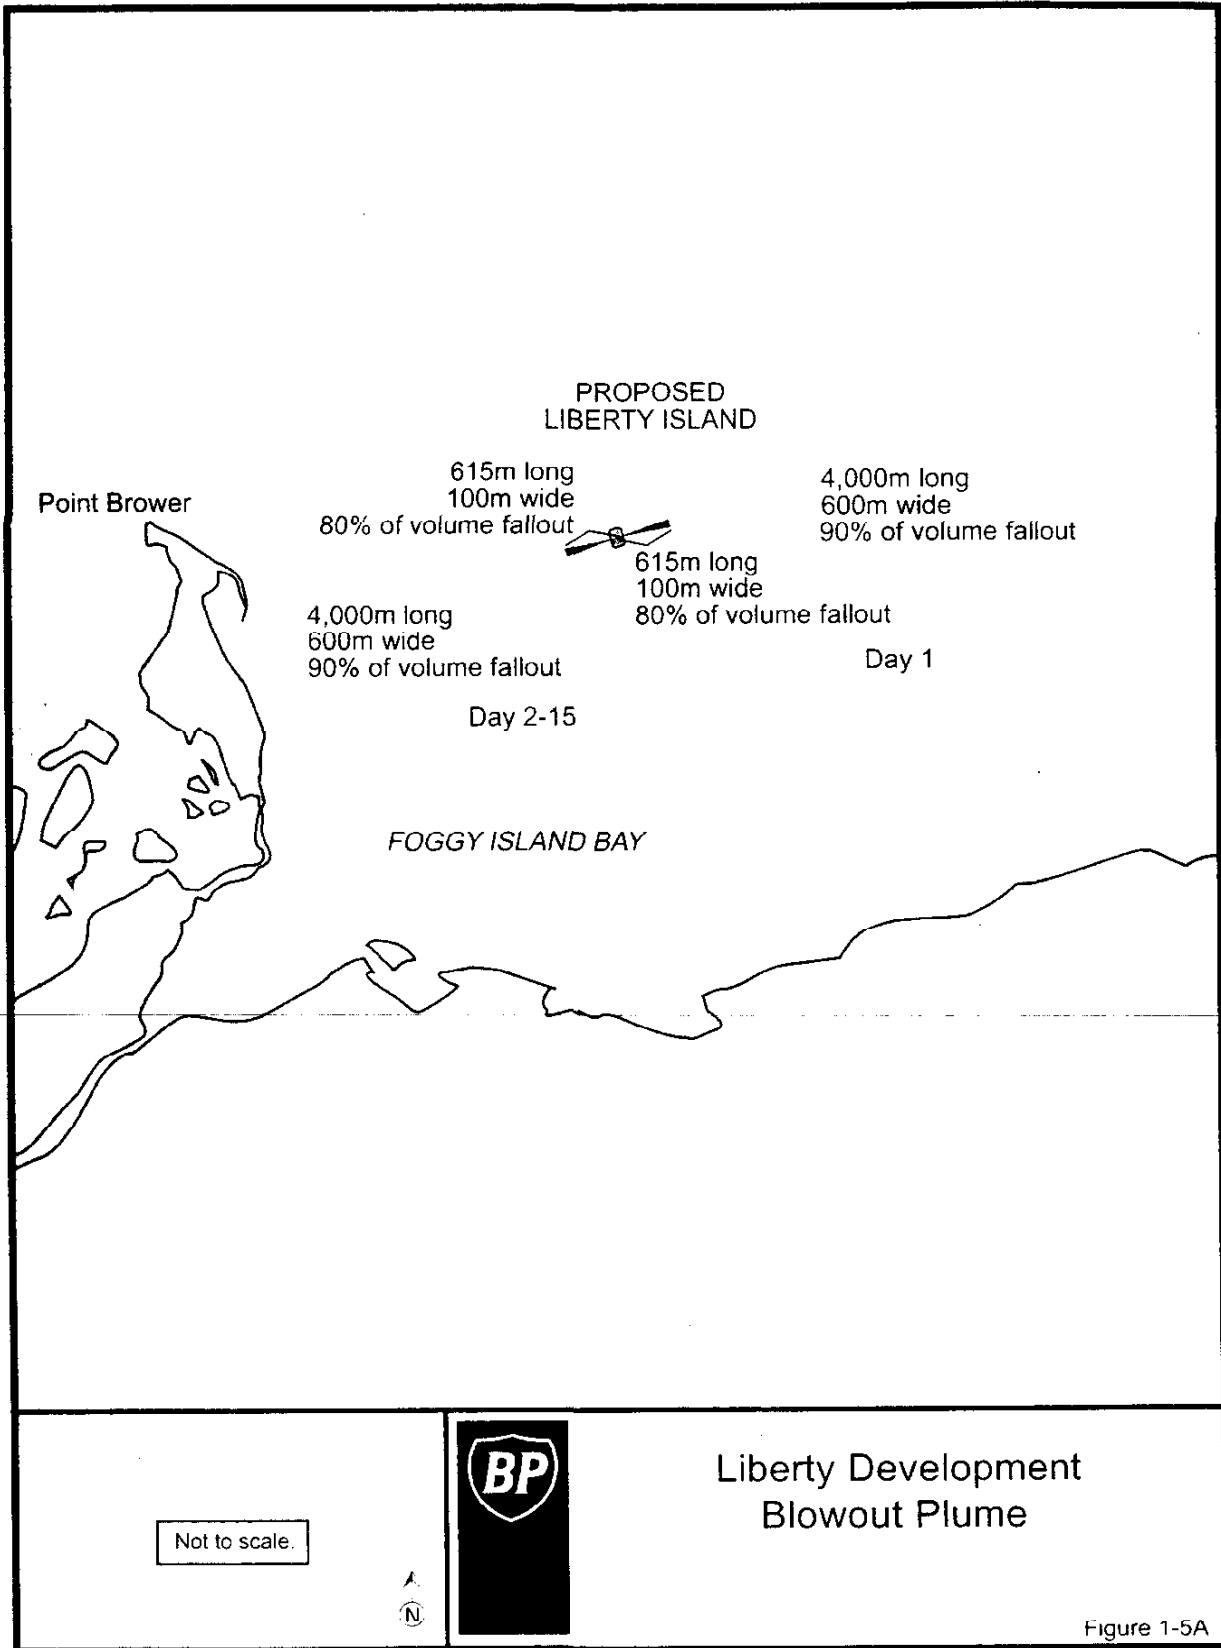 PROPOSED
LIBERTY ISLAND
615m long
100m wide
80% of volume fallout
4,000m long
600m wide
90% of volume fallout
Point Brower
615m long
100m wide
80% of volume fallout
4,000m long
600m wide
90% of volume fallout
Day 1
Day 2-15
FOGGY ISLAND BAY
Not to scale.
N
BP
Liberty Development
Blowout Plume
Figure 1-5A